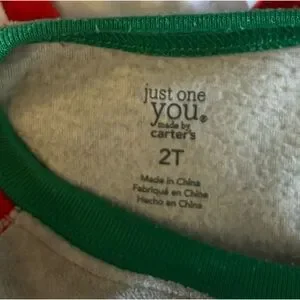 just one
you®
made by
carter's
2T
Made in China
Fabriqué en Chine
Hecho en China